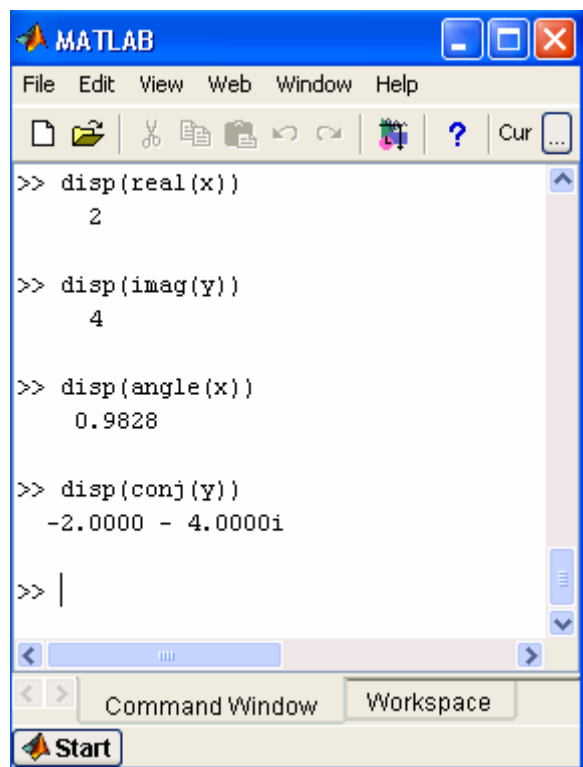 MATLAB
File Edit View Web Window Help
? Cur ...
>> disp(real(x))
2
>> disp(imag(y))
4
>> disp(angle(x))
0.9828
>> disp(conj(y))
-2.0000 - 4.0000i
>>
Command Window Workspace
Start